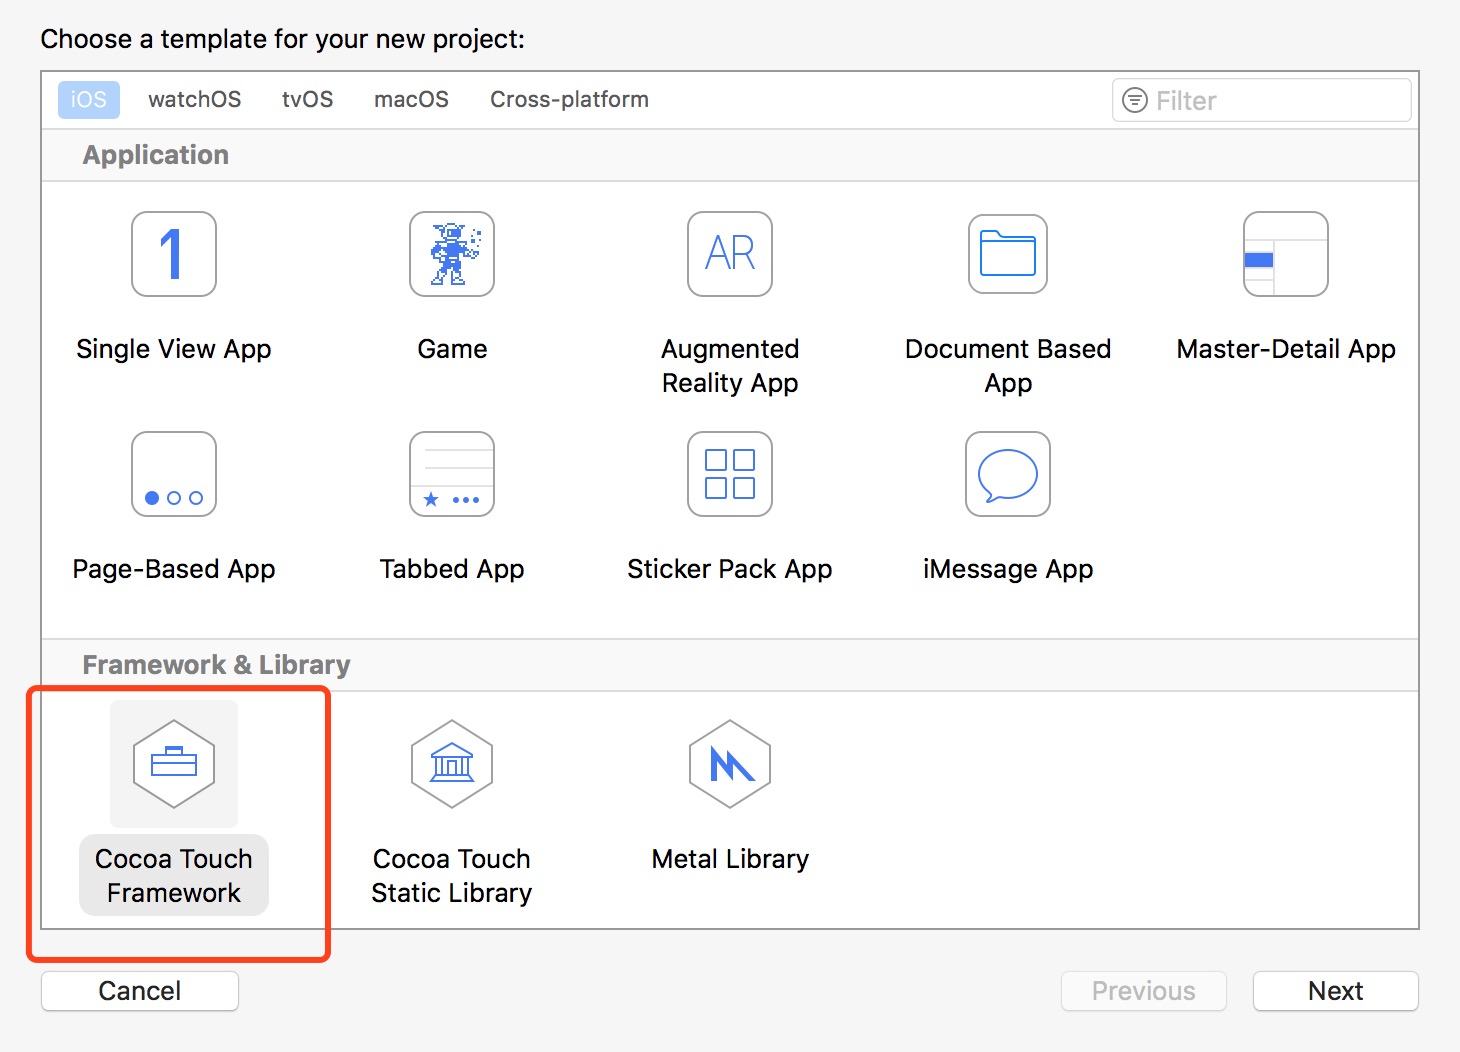 Choose a template for your new project:
iOS watchOS tvOS macOS Cross-platform Filter
Application
1
AR
Single View App
Game
Augmented
Reality App
Document Based
App
Master-Detail App
Page-Based App
Tabbed App
Sticker Pack App
iMessage App
Framework & Library
Cocoa Touch
Framework
Cocoa Touch
Static Library
Metal Library
Cancel
Previous
Next